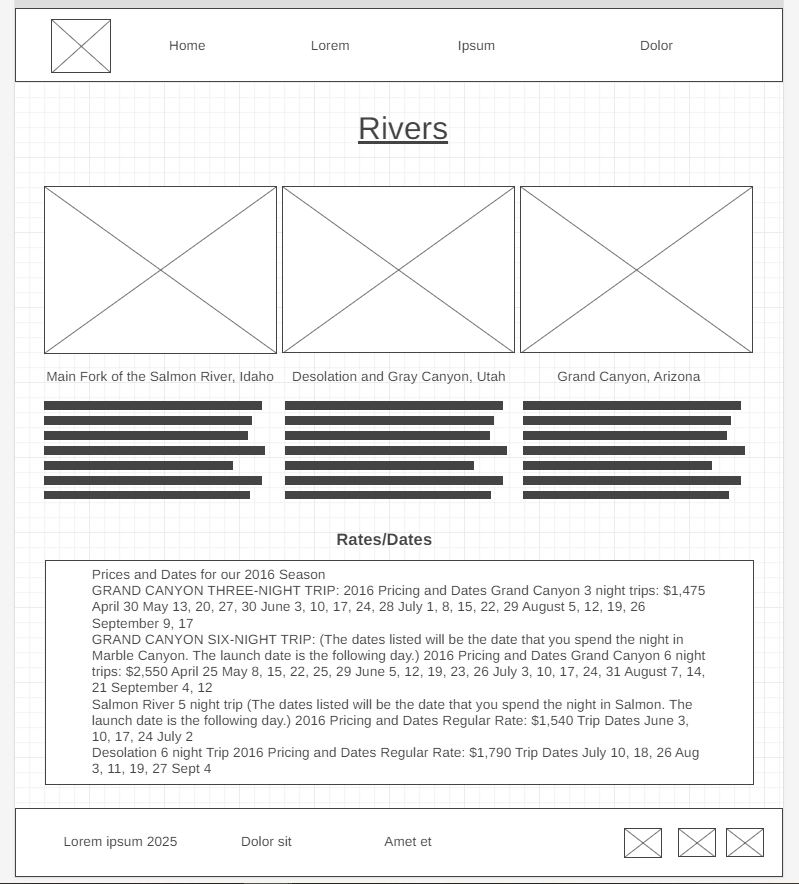 Home Lorem Ipsum Dolor
Rivers
Main Fork of the Salmon River, Idaho
Desolation and Gray Canyon, Utah
Grand Canyon, Arizona
Rates/Dates
Prices and Dates for our 2016 Season
GRAND CANYON THREE-NIGHT TRIP: 2016 Pricing and Dates Grand Canyon 3 night trips: $1,475
April 30 May 13, 20, 27, 30 June 3, 10, 17, 24, 28 July 1, 8, 15, 22, 29 August 5, 12, 19, 26
September 9, 17
GRAND CANYON SIX-NIGHT TRIP: (The dates listed will be the date that you spend the night in
Marble Canyon. The launch date is the following day.) 2016 Pricing and Dates Grand Canyon 6 night
trips: $2,550 April 25 May 8, 15, 22, 25, 29 June 5, 12, 19, 23, 26 July 3, 10, 17, 24, 31 August 7, 14,
21 September 4, 12
Salmon River 5 night trip (The dates listed will be the date that you spend the night in Salmon. The
launch date is the following day.) 2016 Pricing and Dates Regular Rate: $1,540 Trip Dates June 3,
10, 17, 24 July 2
Desolation 6 night Trip 2016 Pricing and Dates Regular Rate: $1,790 Trip Dates July 10, 18, 26 Aug
3, 11, 19, 27 Sept 4
Lorem ipsum 2025 Dolor sit Amet et